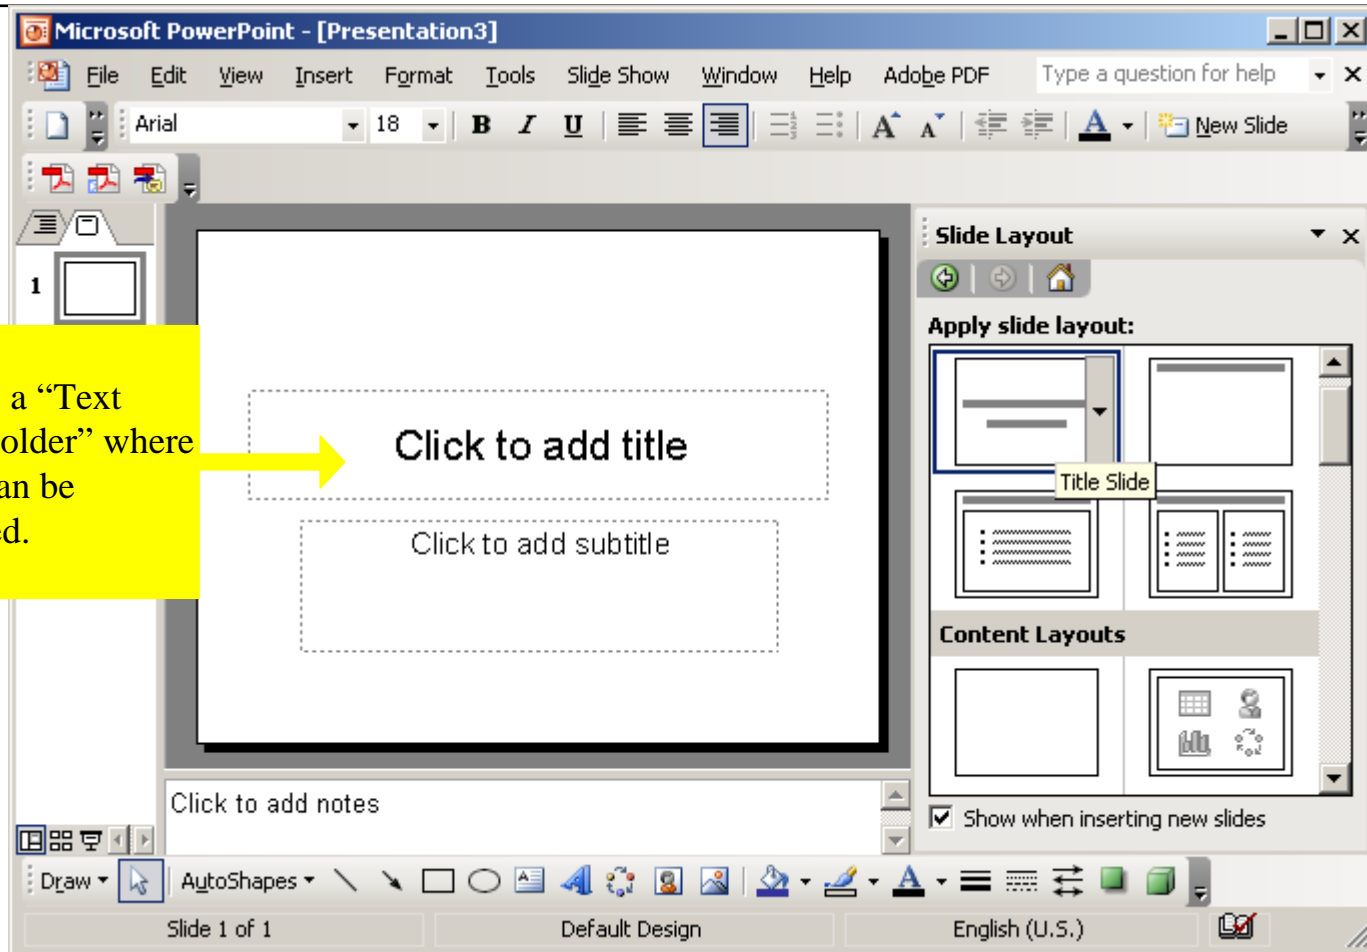 Microsoft PowerPoint - [Presentation3]
File Edit View Insert Format Tools Slide Show Window Help Adobe PDF Type a question for help
Arial 18 B I U A A A New Slide
Slide Layout
1
Apply slide layout:
a “Text
older” where
an be
ed.
Click to add title
Title Slide
Click to add subtitle
Content Layouts
Click to add notes
Show when inserting new slides
Draw AutoShapes A
Slide 1 of 1 Default Design English (U.S.)